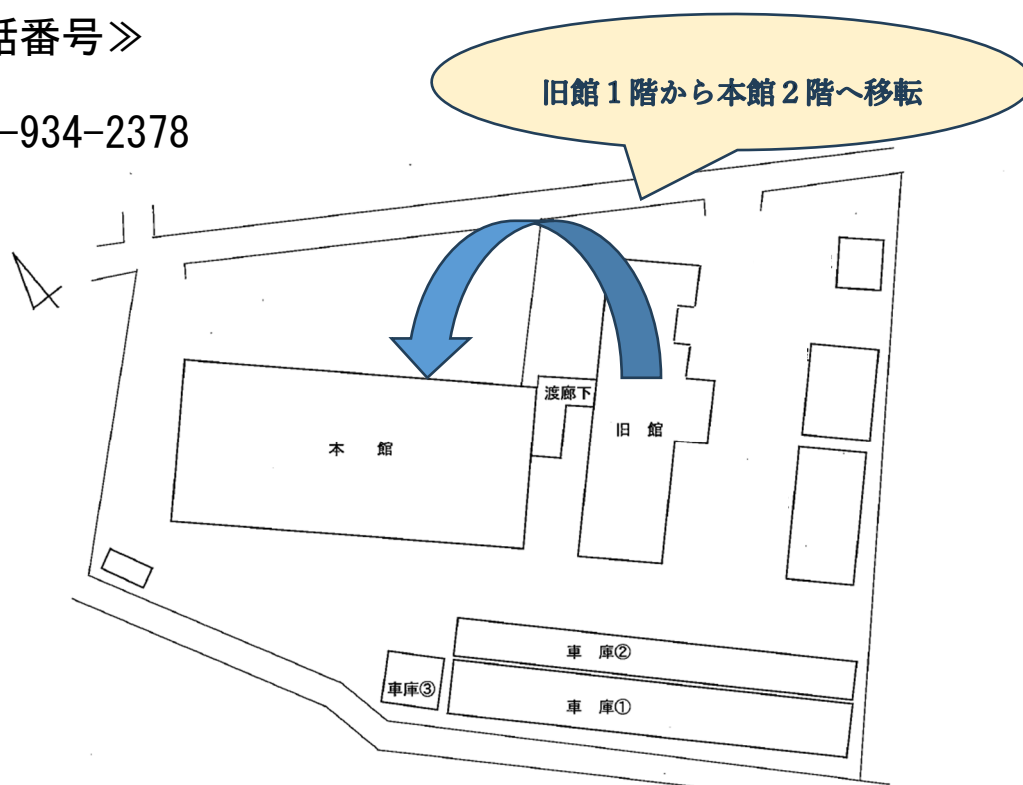 話番号≫
-934-2378
旧館１階から本館２階へ移転
渡廊下
旧　館
本　　館
車　庫②
車庫③
車　庫①